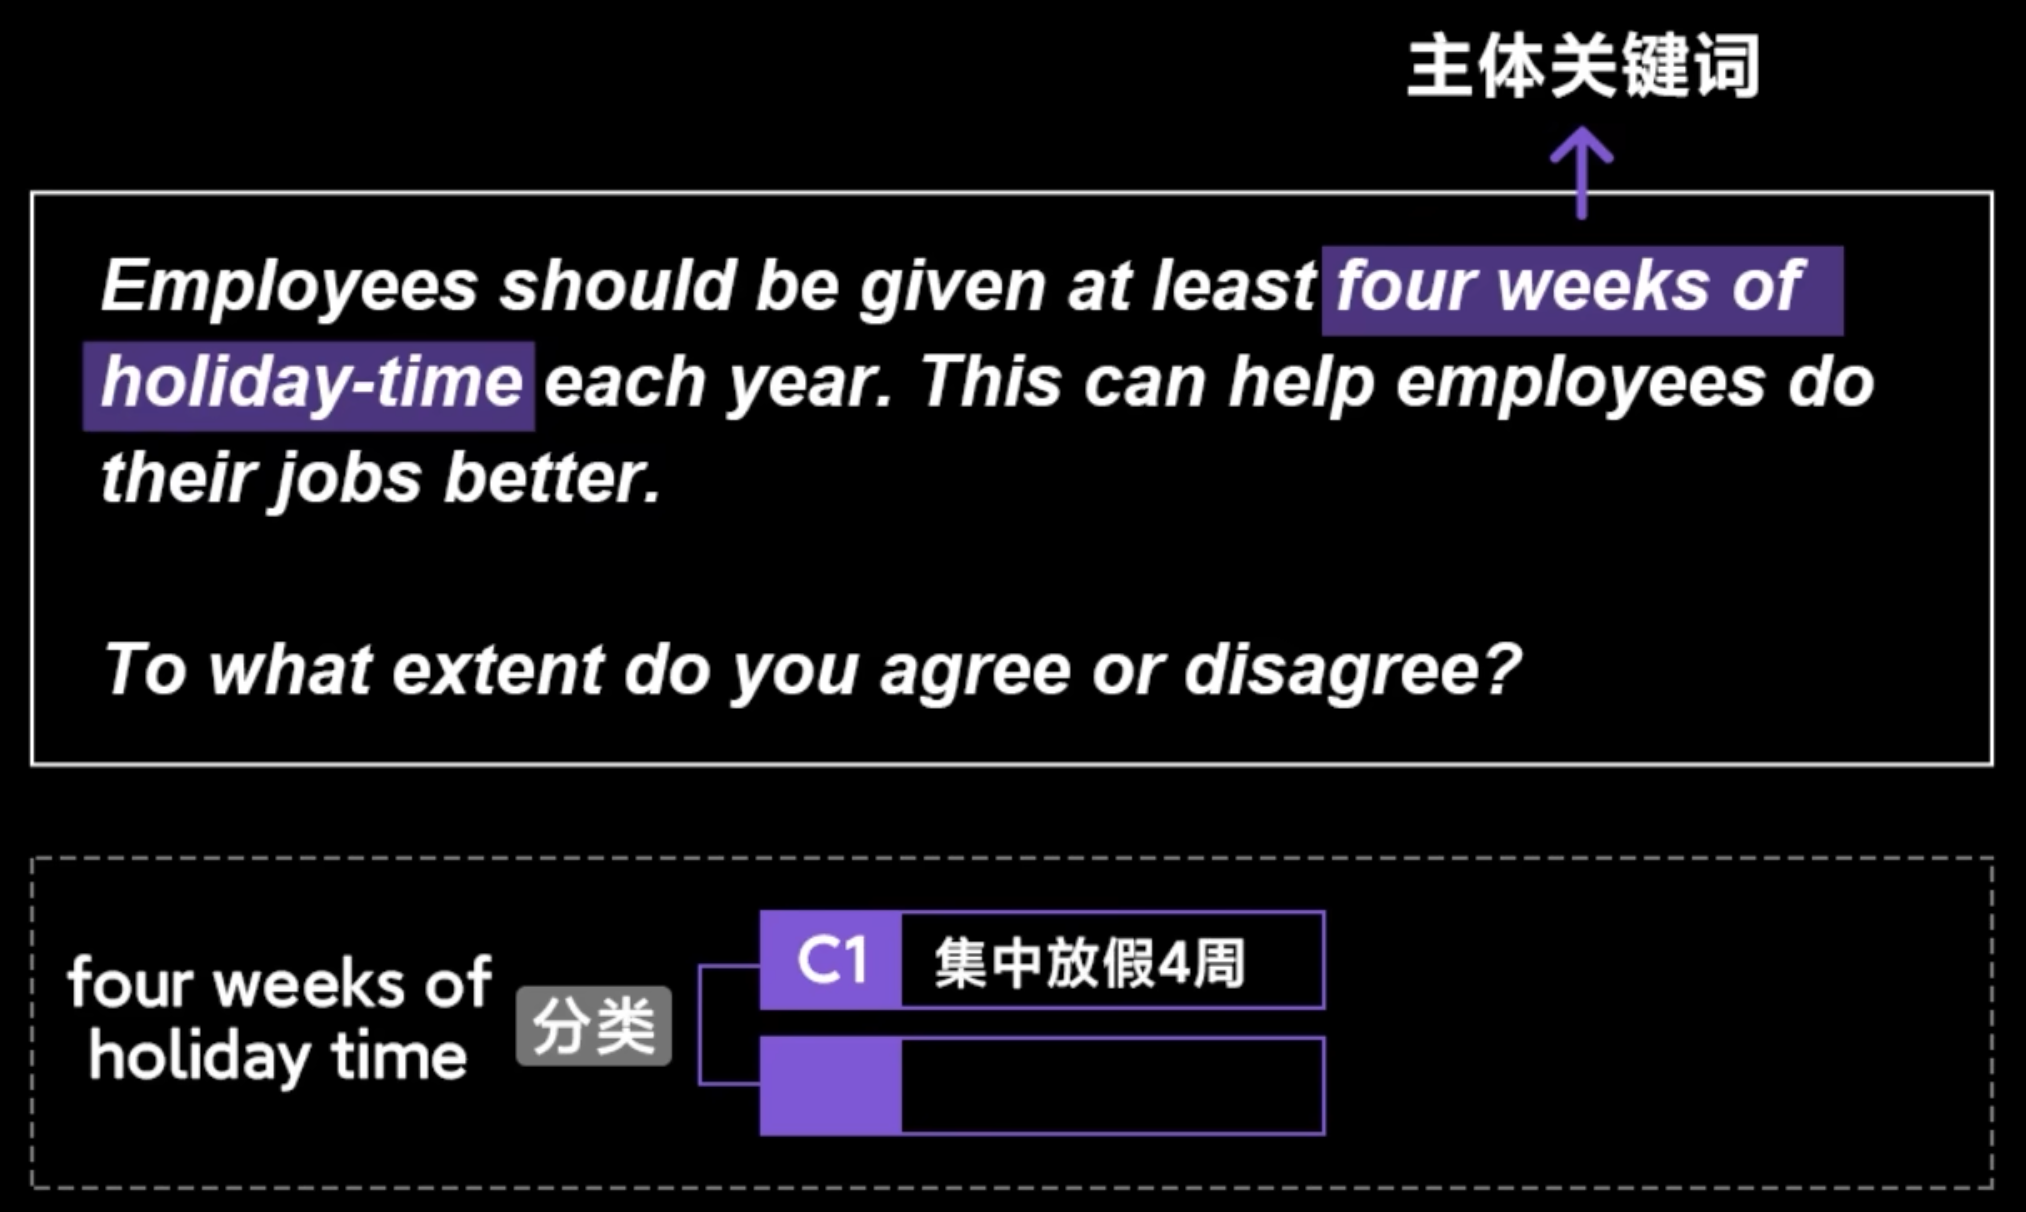 主体关键词
Employees should be given at least four weeks of
holiday-time each year. This can help employees do
their jobs better.
To what extent do you agree or disagree?
four weeks of
holiday time
分类
C1 集中放假4周